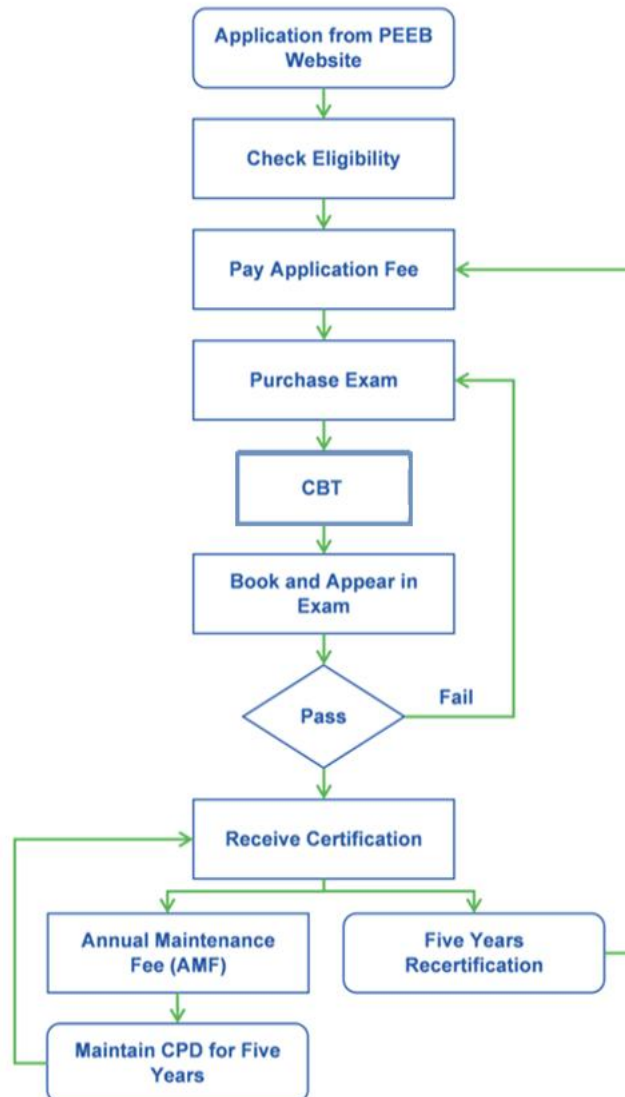 Application from PEEB
Website
Check Eligibility
Pay Application Fee
Purchase Exam
CBT
Book and Appear in
Exam
Pass
Fail
Receive Certification
Annual Maintenance
Fee (AMF)
Five Years
Recertification
Maintain CPD for Five
Years